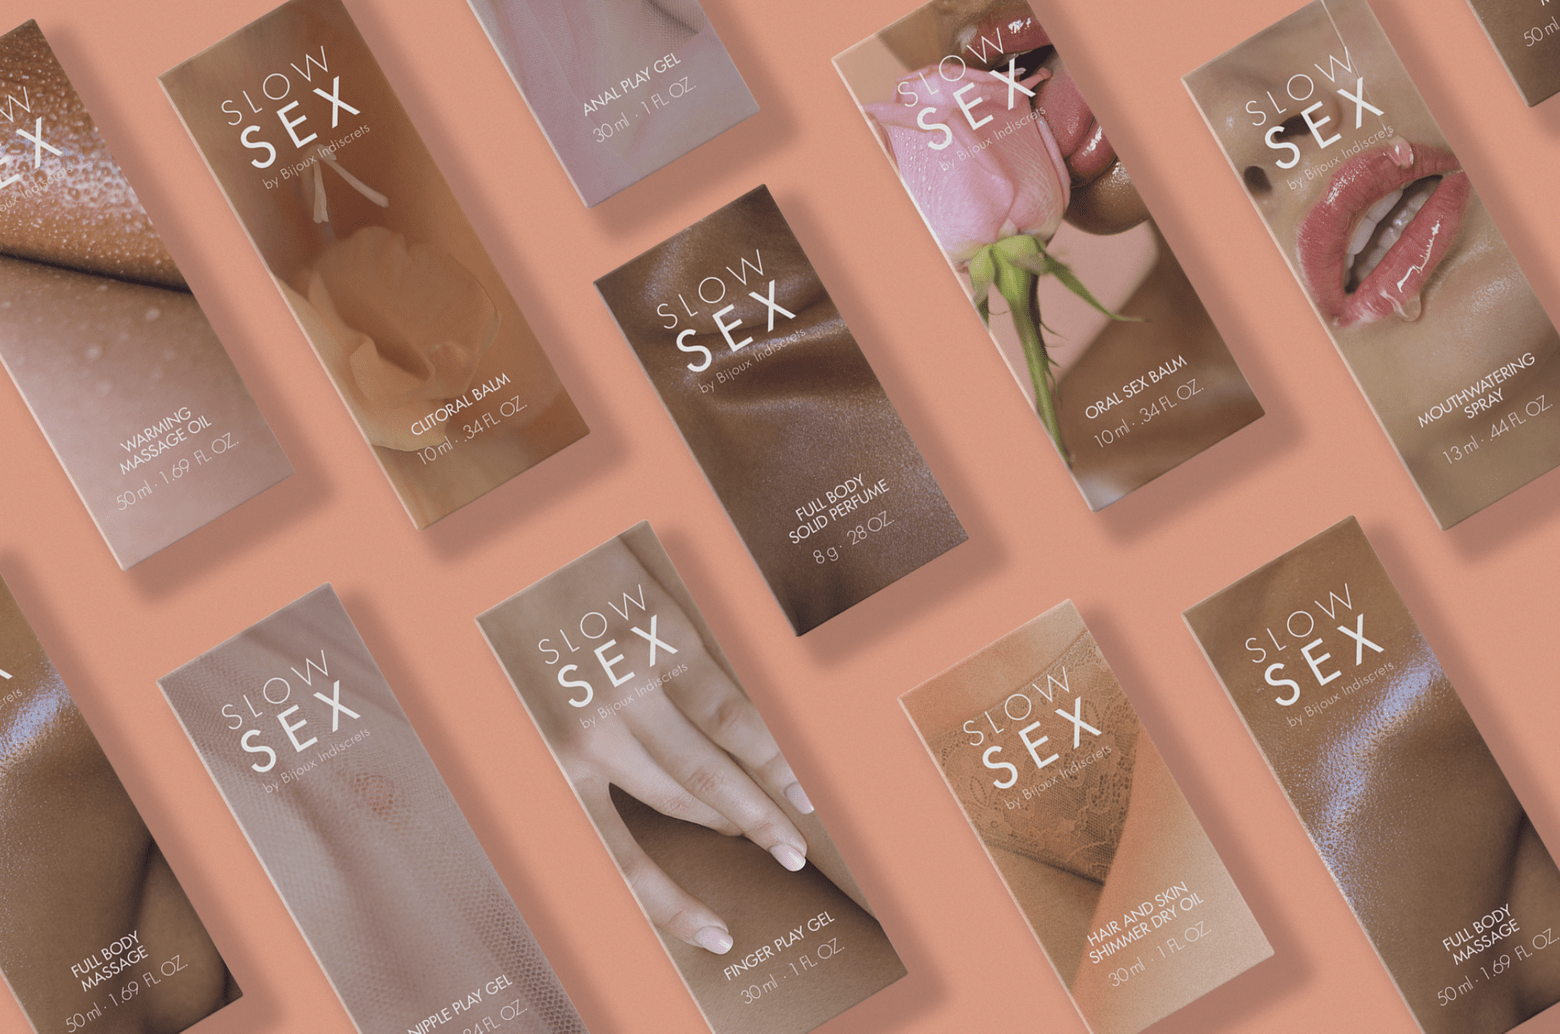 W
EX
WARMING
MASSAGE OIL
50 ml · 1.69 FL OZ.
SLOW
SEX
by Bijoux Indiscrets
CLITORAL BALM
10 ml · .34 FL OZ.
ANAL PLAY GEL
30 ml · 1 FL OZ.
SLOW
SEX
by Bijoux Indiscrets
FULL BODY
SOLID PERFUME
8 g · 28 OZ.
SLOW
SEX
by Bijoux Indiscrets
ORAL SEX BALM
10 ml · .34 FL OZ.
SLOW
SEX
by Bijoux Indiscrets
MOUTHWATERING
SPRAY
13 ml · .44 FL OZ.
50 ml
FULL BODY
MASSAGE
50 ml · 1.69 FL OZ.
SLOW
SEX
by Bijoux Indiscrets
NIPPLE PLAY GEL
34 FL OZ.
SLOW
SEX
by Bijoux Indiscrets
FINGER PLAY GEL
30 ml · 1 FL OZ.
SLOW
SEX
by Bijoux Indiscrets
HAIR AND SKIN
SHIMMER DRY OIL
30 ml · 1 FL OZ.
SLOW
SEX
by Bijoux Indiscrets
FULL BODY
MASSAGE
50 ml · 1.69 FL OZ.